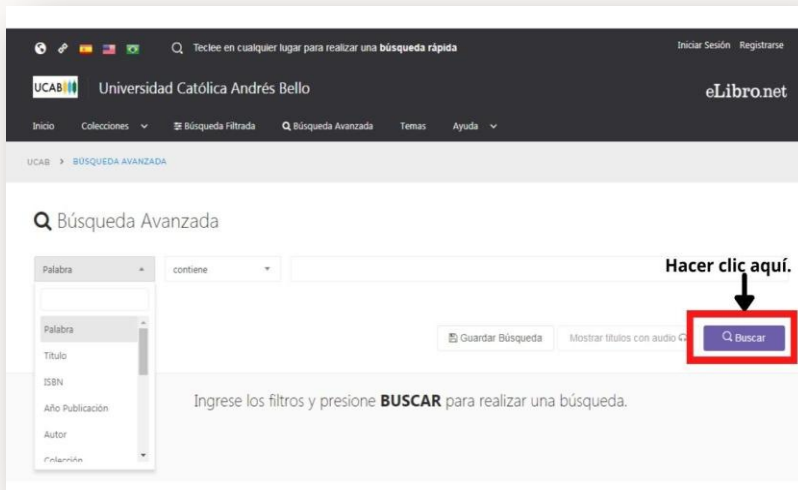 Teclee en cualquier lugar para realizar una búsqueda rápida
Iniciar Sesión Registrarse
UCAB
Universidad Católica Andrés Bello
eLibro.net
Inicio Colecciones Búsqueda Filtrada Búsqueda Avanzada Temas Ayuda
UCAB > BÚSQUEDA AVANZADA
Búsqueda Avanzada
Palabra contiene
Hacer clic aquí.
Palabra
Título
ISBN
Año Publicación
Autor
Colección
Guardar Búsqueda Mostrar títulos con audio Buscar
Ingrese los filtros y presione BUSCAR para realizar una búsqueda.